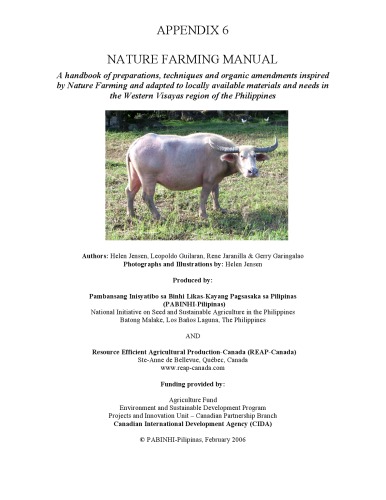 APPENDIX 6
NATURE FARMING MANUAL
A handbook of preparations, techniques and organic amendments inspired
by Nature Farming and adapted to locally available materials and needs in
the Western Visayas region of the Philippines
Authors: Helen Jensen, Leopoldo Guilaran, Rene Jaranilla & Gerry Garingalao
Photographs and Illustrations by: Helen Jensen
Produced by:
Pambansang Inisyatibo sa Binhi Likas-Kayang Pagsasaka sa Pilipinas
(PABINHI-Pilipinas)
National Initiative on Seed and Sustainable Agriculture in the Philippines
Batong Malake, Los Baños Laguna, The Philippines
AND
Resource Efficient Agricultural Production-Canada (REAP-Canada)
Ste-Anne de Bellevue, Québec, Canada
www.reap-canada.com
Funding provided by:
Agriculture Fund
Environment and Sustainable Development Program
Projects and Innovation Unit – Canadian Partnership Branch
Canadian International Development Agency (CIDA)
© PABINHI-Pilipinas, February 2006